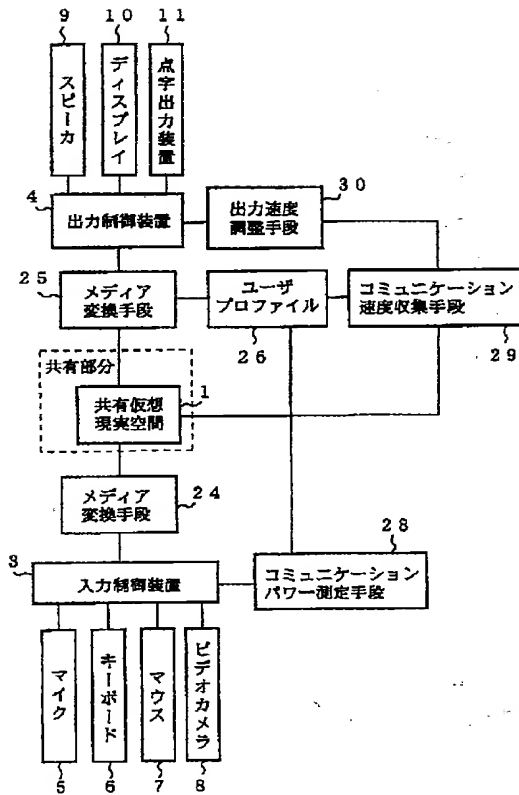 9
10
11
スピーカ
ディスプレイ
点字出力装置
4
出力制御装置
30
出力速度
調整手段
25
メディア
変換手段
ユーザ
プロファイル
26
コミュニケーション
速度収集手段
29
共有部分
1
共有仮想
現実空間
メディア
変換手段
24
3
入力制御装置
28
コミュニケーション
パワー測定手段
マイク
キーボード
マウス
ビデオカメラ
5
6
7
8